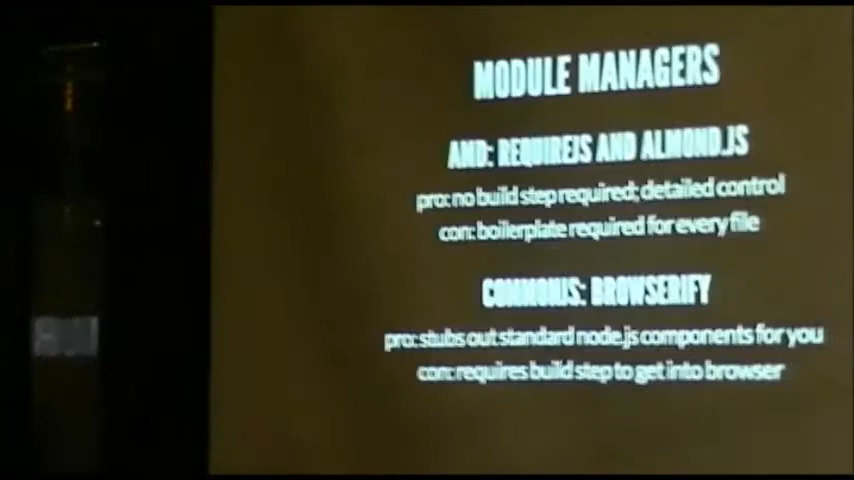 MODULE MANAGERS
AMD: REQUIREJS AND ALMOND.JS
pro: no build step required; detailed control
con: boilerplate required for every file
COMMONJS: BROWSERIFY
pro: stubs out standard node.js components for you
con: requires build step to get into browser